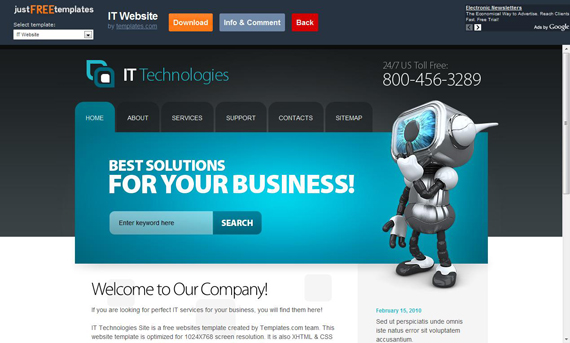 justFREEtemplates
Select template:
IT Website
IT Website
by templates.com
Download
Info & Comment
Back
Electronic Newsletters
The Economical Way to Advertise, Reach Clients
Fast. Free Trial!
Ads by Google
IT Technologies
24/7 US Toll Free:
800-456-3289
HOME
ABOUT
SERVICES
SUPPORT
CONTACTS
SITEMAP
BEST SOLUTIONS
FOR YOUR BUSINESS!
Enter keyword here
SEARCH
Welcome to Our Company!
If you are looking for perfect IT services for your business, you will find them here!
IT Technologies Site is a free websites template created by Templates.com team. This
website template is optimized for 1024X768 screen resolution. It is also XHTML & CSS
February 15, 2010
Sed ut perspiciatis unde omnis
iste natus error sit voluptatem
accusantium.